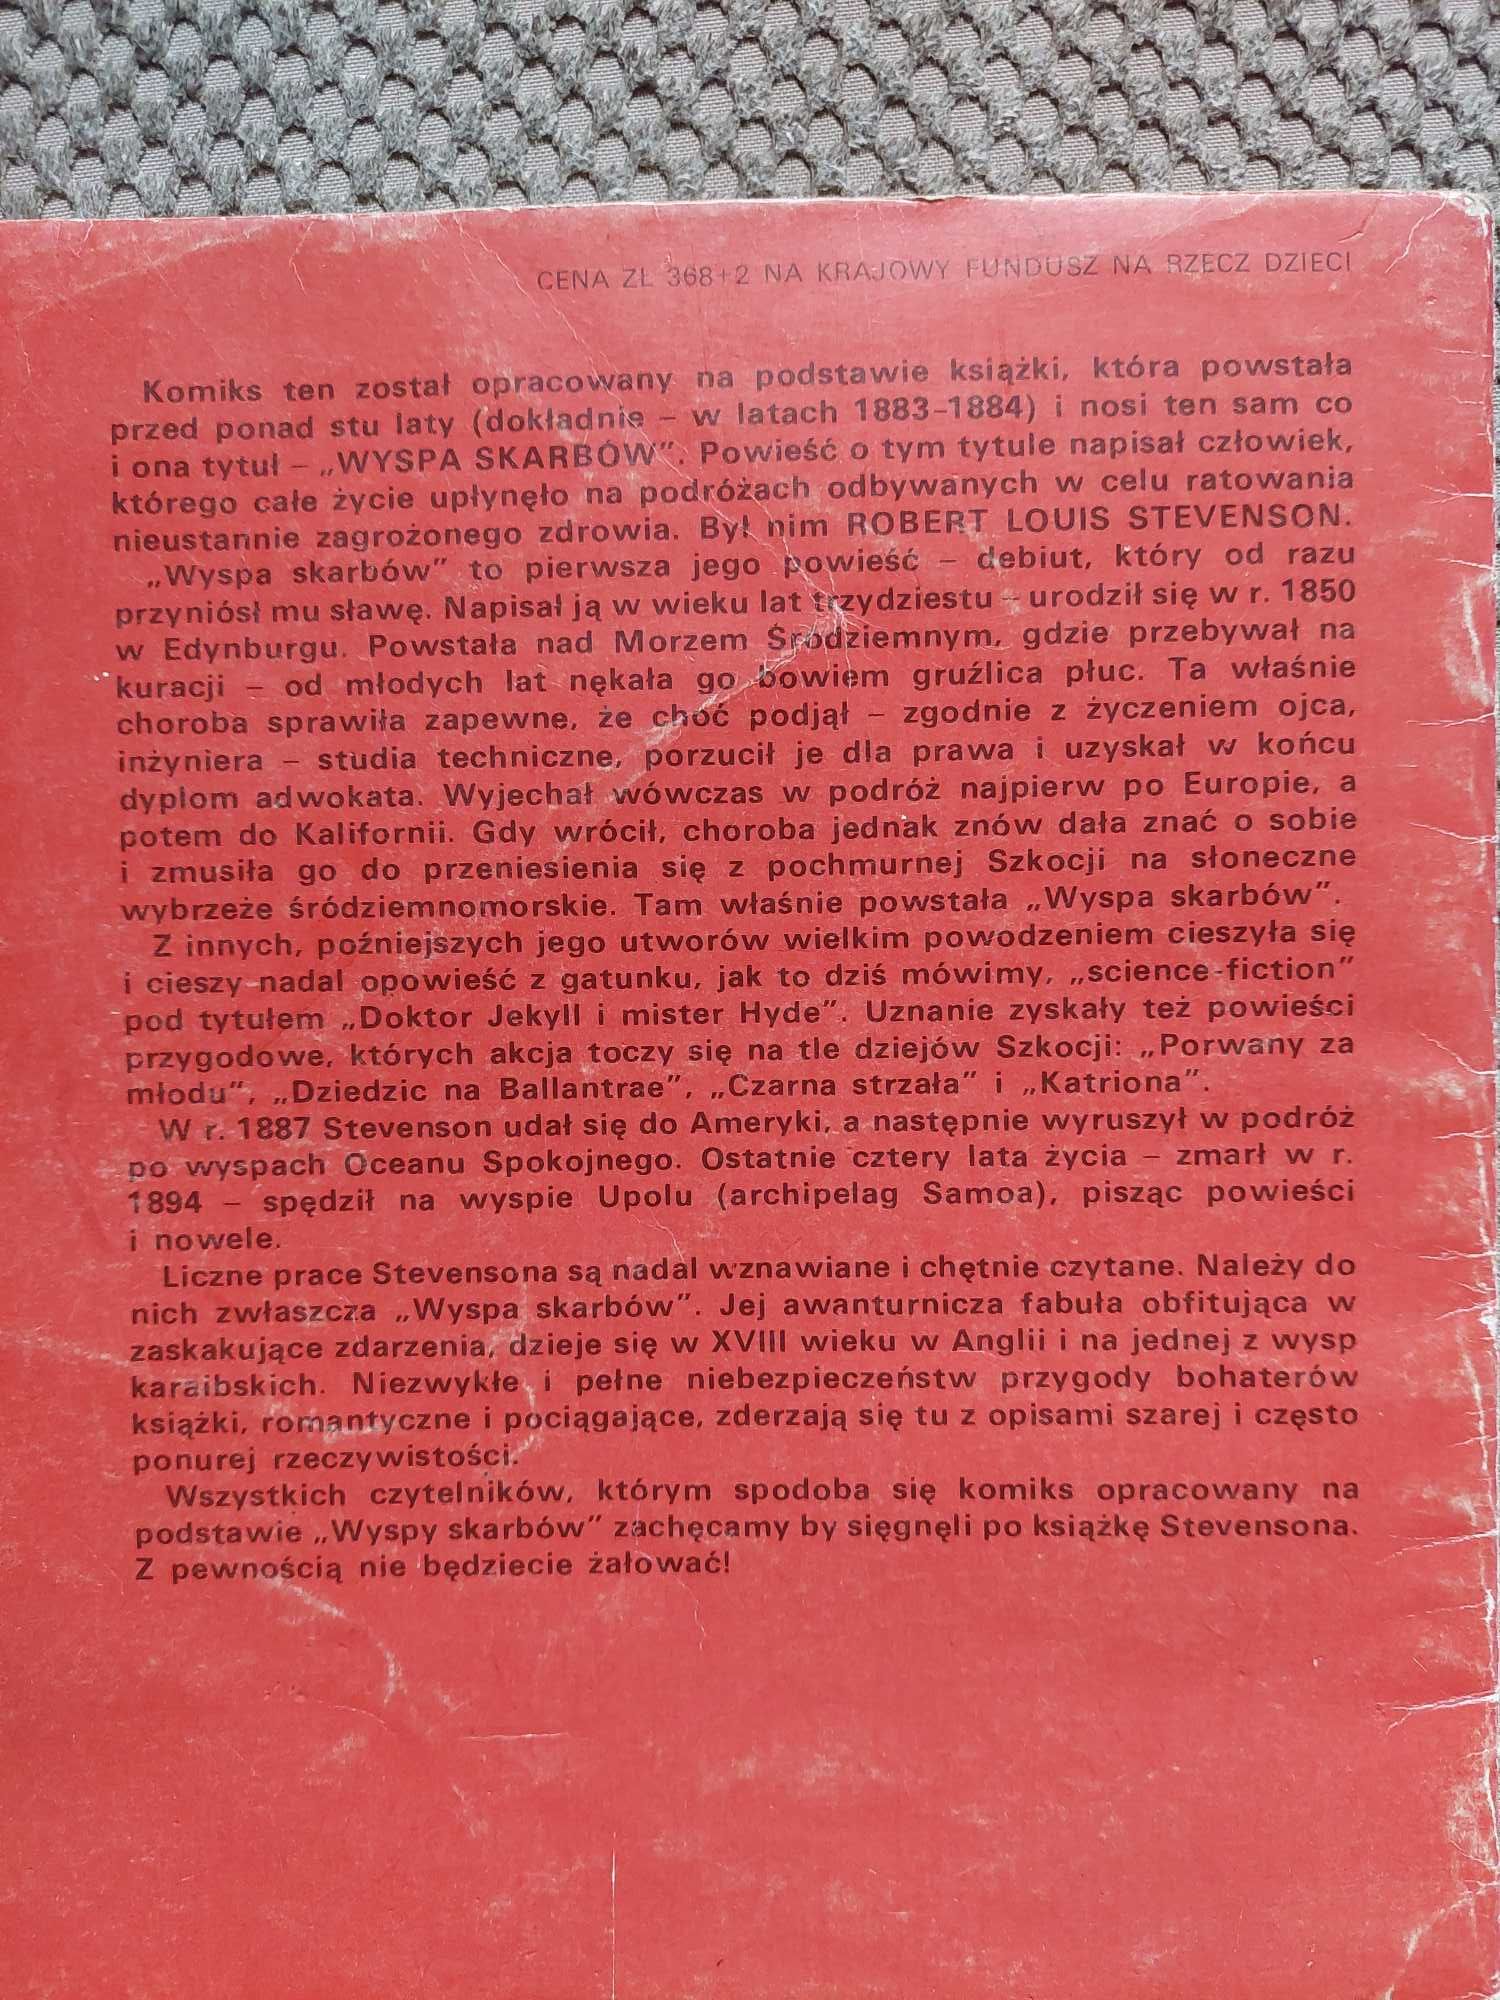 CENA ZŁ 368+2 NA KRAJOWY FUNDUSZ NA RZECZ DZIECI
Komiks ten został opracowany na podstawie książki, która powstała
przed ponad stu laty (dokładnie – w latach 1883-1884) i nosi ten sam co
i ona tytuł – „WYSPA SKARBÓW”. Powieść o tym tytule napisał człowiek,
którego całe życie upłynęło na podróżach odbywanych w celu ratowania
nieustannie zagrożonego zdrowia. Był nim ROBERT LOUIS STEVENSON.
„Wyspa skarbów” to pierwsza jego powieść – debiut, który od razu
przyniósł mu sławę. Napisał ją w wieku lat trzydziestu – urodził się w r. 1850
w Edynburgu. Powstała nad Morzem Śródziemnym, gdzie przebywał na
kuracji – od młodych lat nękała go bowiem gruźlica płuc. Ta właśnie
choroba sprawiła zapewne, że choć podjął – zgodnie z życzeniem ojca,
inżyniera – studia techniczne, porzucił je dla prawa i uzyskał w końcu
dyplom adwokata. Wyjechał wówczas w podróż najpierw po Europie, a
potem do Kalifornii. Gdy wrócił, choroba jednak znów dała znać o sobie
i zmusiła go do przeniesienia się z pochmurnej Szkocji na słoneczne
wybrzeże śródziemnomorskie. Tam właśnie powstała „Wyspa skarbów”.
Z innych, poźniejszych jego utworów wielkim powodzeniem cieszyła się
i cieszy nadal opowieść z gatunku, jak to dziś mówimy, „science-fiction”
pod tytułem „Doktor Jekyll i mister Hyde”. Uznanie zyskały też powieści
przygodowe, których akcja toczy się na tle dziejów Szkocji: „Porwany za
młodu”, „Dziedzic na Ballantrae”, „Czarna strzała” i „Katriona”.
W r. 1887 Stevenson udał się do Ameryki, a następnie wyruszył w podróż
po wyspach Oceanu Spokojnego. Ostatnie cztery lata życia – zmarł w r.
1894 – spędził na wyspie Upolu (archipelag Samoa), pisząc powieści
i nowele.
Liczne prace Stevensona są nadal wznawiane i chętnie czytane. Należy do
nich zwłaszcza „Wyspa skarbów”. Jej awanturnicza fabuła obfitująca w
zaskakujące zdarzenia, dzieje się w XVIII wieku w Anglii i na jednej z wysp
karaibskich. Niezwykłe i pełne niebezpieczeństw przygody bohaterów
książki, romantyczne i pociągające, zderzają się tu z opisami szarej i często
ponurej rzeczywistości.
Wszystkich czytelników, którym spodoba się komiks opracowany na
podstawie „Wyspy skarbów” zachęcamy by sięgnęli po książkę Stevensona.
Z pewnością nie będziecie żałować!